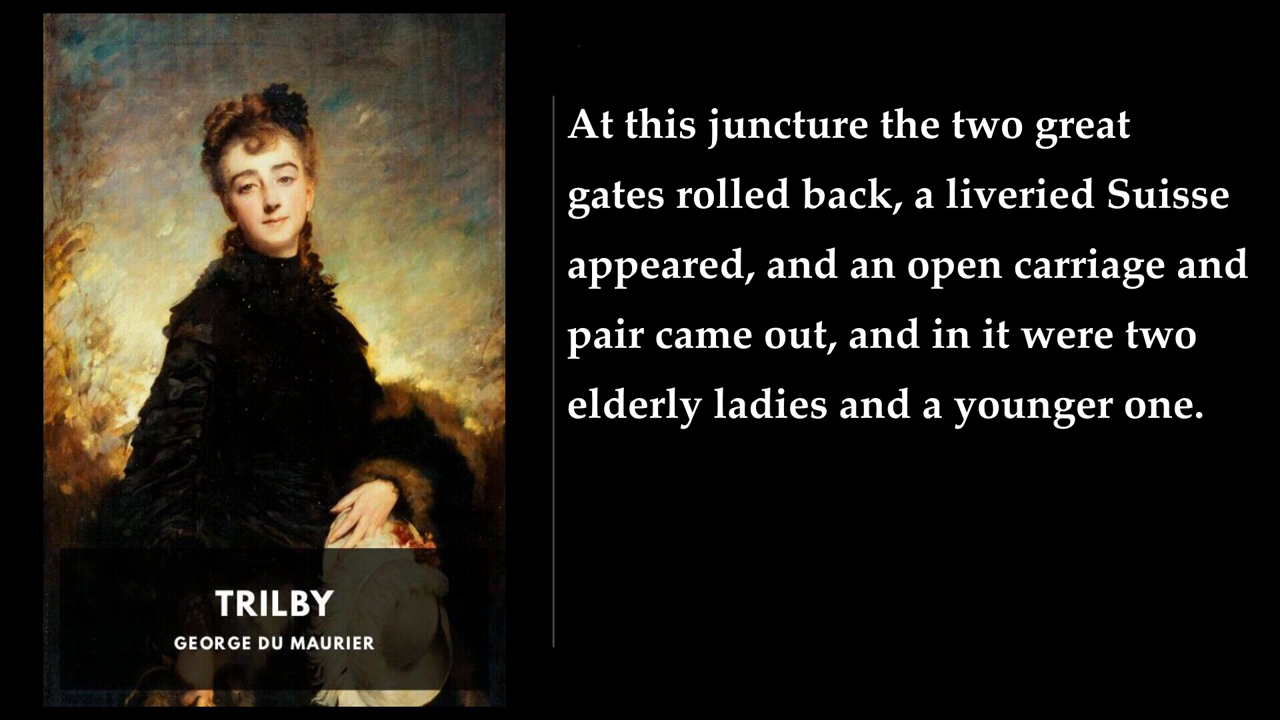 TRILBY
GEORGE DU MAURIER
At this juncture the two great
gates rolled back, a liveried Suisse
appeared, and an open carriage and
pair came out, and in it were two
elderly ladies and a younger one.